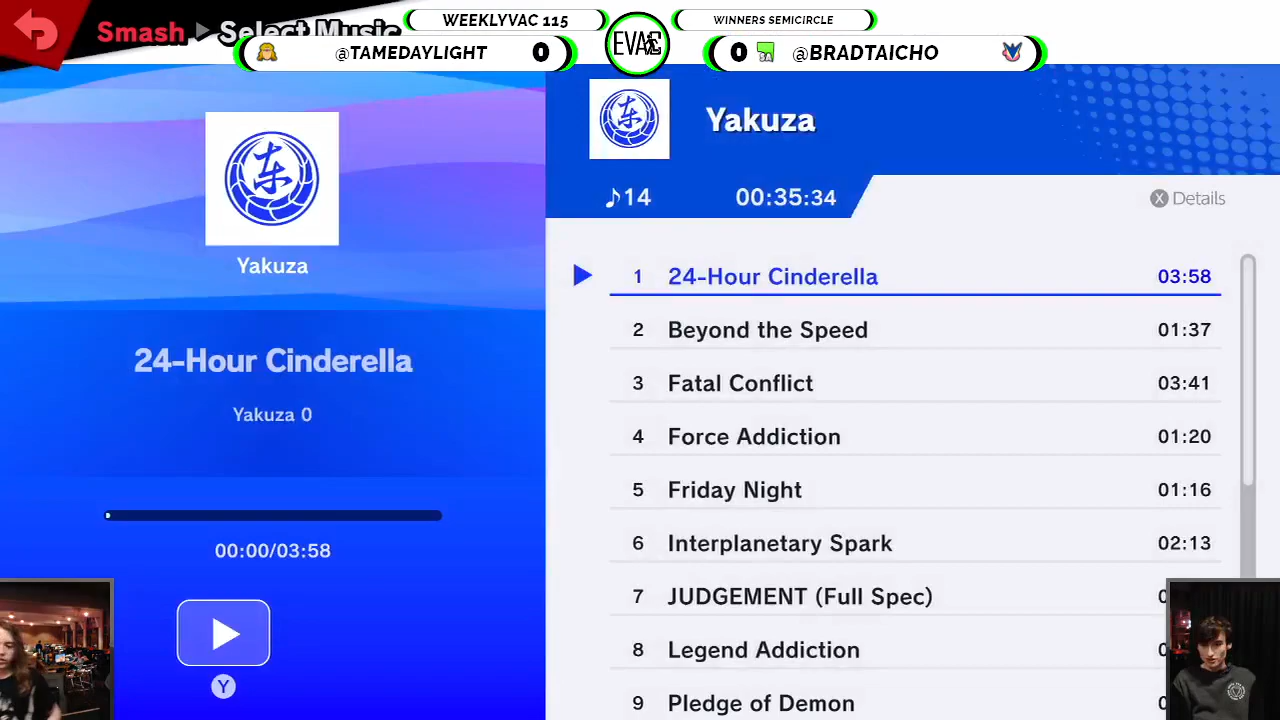 Smash ▶ Select Music
WEEKLYVAC 115
WINNERS SEMICIRCLE
@TAMEDAYLIGHT 0
EVAC
0 @BRADTAICHO
东
Yakuza
24-Hour Cinderella
Yakuza 0
00:00/03:58
Y
东
Yakuza
♪14 00:35:34
X Details
1 24-Hour Cinderella 03:58
2 Beyond the Speed 01:37
3 Fatal Conflict 03:41
4 Force Addiction 01:20
5 Friday Night 01:16
6 Interplanetary Spark 02:13
7 JUDGEMENT (Full Spec)
8 Legend Addiction
9 Pledge of Demon